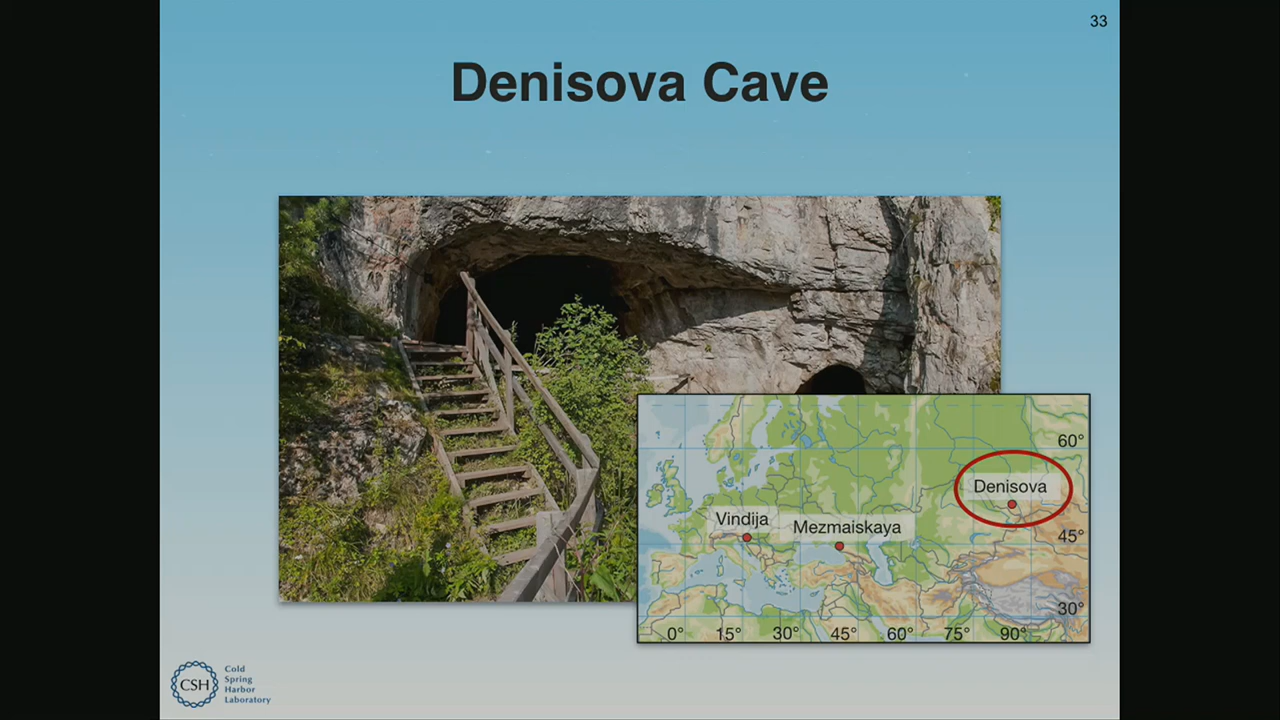 33
Denisova Cave
60°
Denisova
Vindija
Mezmaiskaya
45°
30°
0°
15°
30°
45°
60°
75°
90°
CSH
Cold
Spring
Harbor
Laboratory